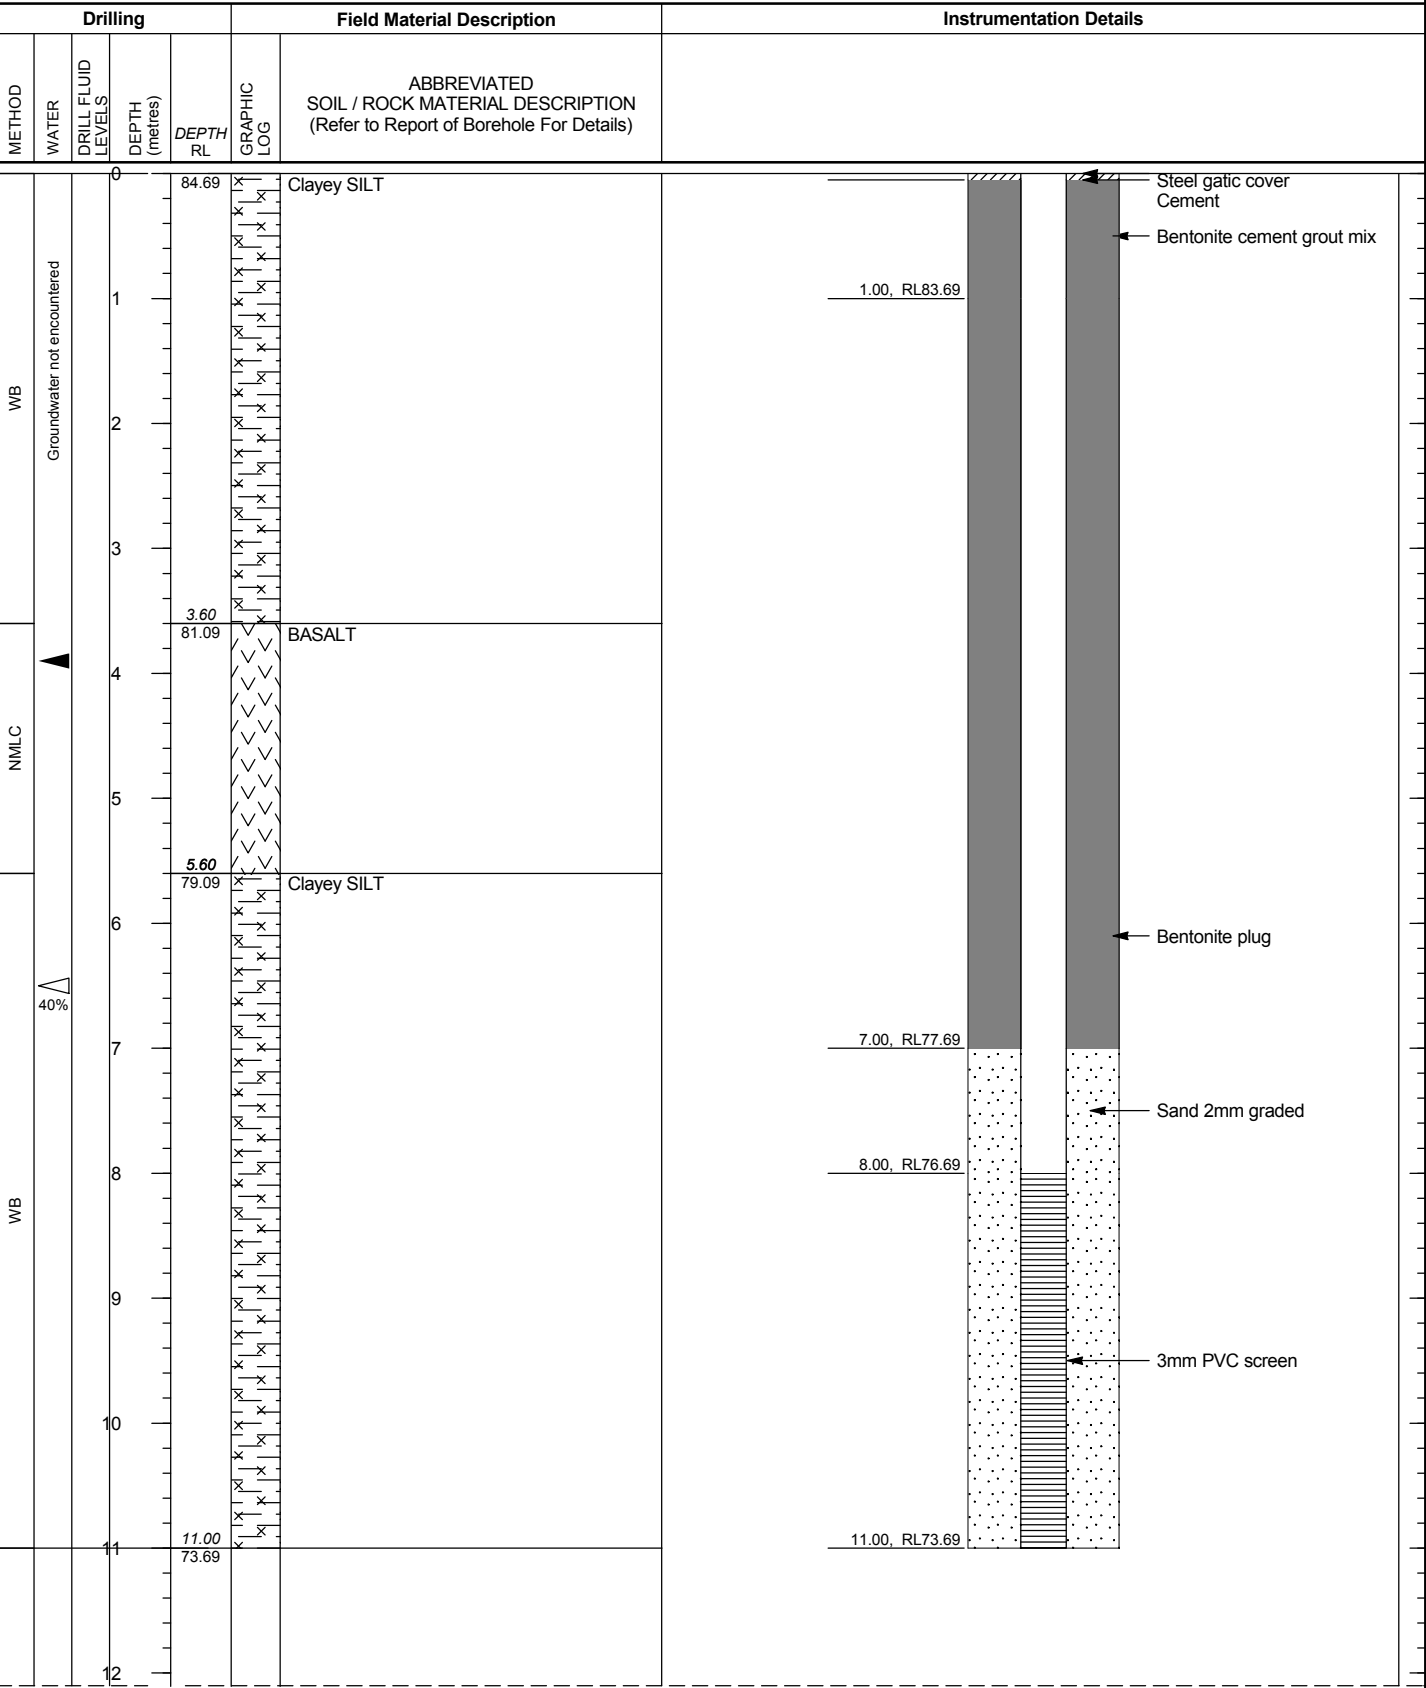 Drilling
Field Material Description
Instrumentation Details
METHOD
WATER
DRILL FLUID
LEVELS
DEPTH
(metres)
DEPTH
RL
GRAPHIC
LOG
ABBREVIATED
SOIL / ROCK MATERIAL DESCRIPTION
(Refer to Report of Borehole For Details)
0
84.69
Clayey SILT
Steel gatic cover
Cement
Bentonite cement grout mix
Groundwater not encountered
1
1.00, RL83.69
WB
2
3
3.60
81.09
BASALT
4
NMLC
5
5.60
79.09
Clayey SILT
6
Bentonite plug
40%
7
7.00, RL77.69
Sand 2mm graded
8
8.00, RL76.69
WB
9
3mm PVC screen
10
11.00
11
73.69
11.00, RL73.69
12